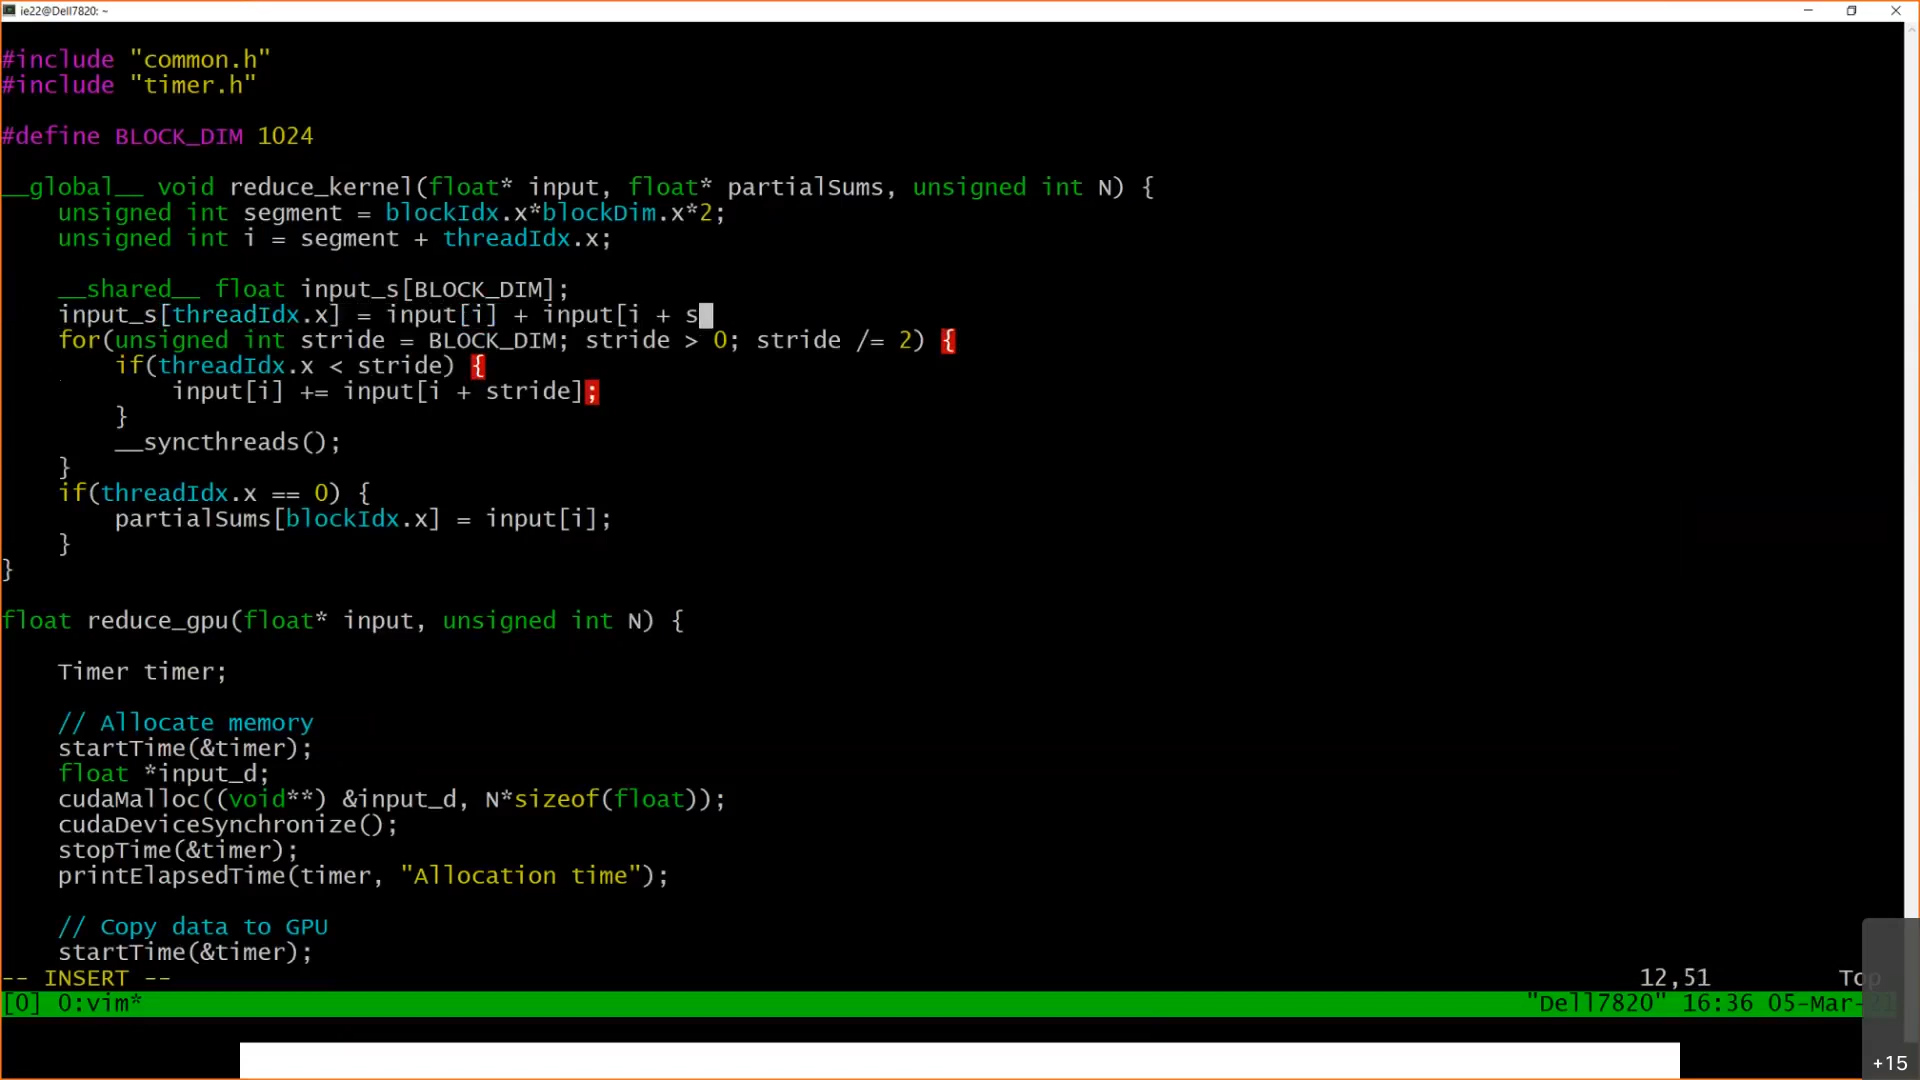 ie22@Dell7820: ~
#include "common.h"
#include "timer.h"
#define BLOCK_DIM 1024
__global__ void reduce_kernel(float* input, float* partialSums, unsigned int N) {
    unsigned int segment = blockIdx.x*blockDim.x*2;
    unsigned int i = segment + threadIdx.x;
    __shared__ float input_s[BLOCK_DIM];
    input_s[threadIdx.x] = input[i] + input[i + s
    for(unsigned int stride = BLOCK_DIM; stride > 0; stride /= 2) {
        if(threadIdx.x < stride) {
            input[i] += input[i + stride];
        }
        __syncthreads();
    }
    if(threadIdx.x == 0) {
        partialSums[blockIdx.x] = input[i];
    }
}
float reduce_gpu(float* input, unsigned int N) {
    Timer timer;
    // Allocate memory
    startTime(&timer);
    float *input_d;
    cudaMalloc((void**) &input_d, N*sizeof(float));
    cudaDeviceSynchronize();
    stopTime(&timer);
    printElapsedTime(timer, "Allocation time");
    // Copy data to GPU
    startTime(&timer);
-- INSERT -- 12,51 Top
[0] 0:vim* "Dell7820" 16:36 05-Mar-
+15